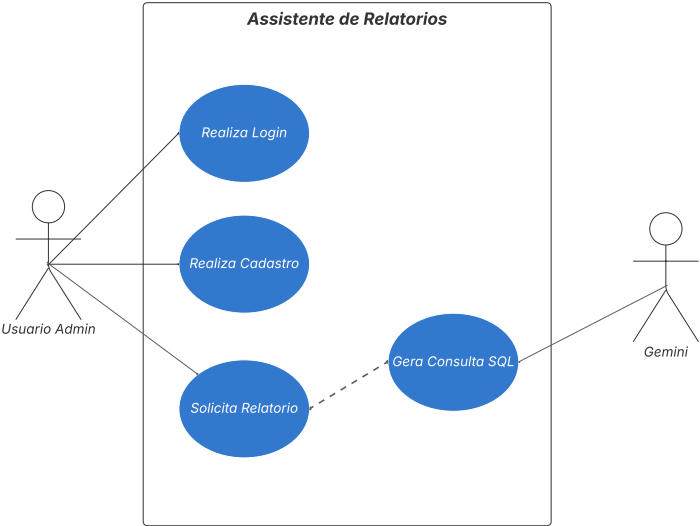 Assistente de Relatorios
Realiza Login
Realiza Cadastro
Usuario Admin
Gera Consulta SQL
Gemini
Solicita Relatorio